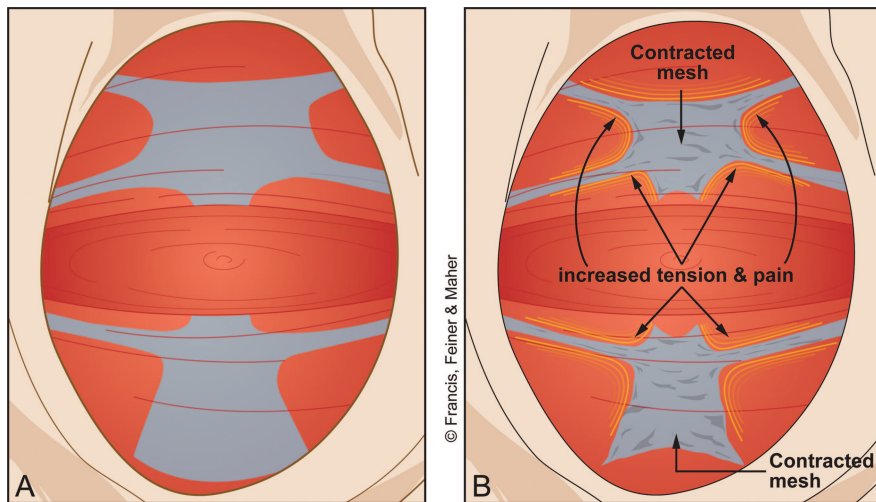 Contracted
mesh
increased tension & pain
Contracted
mesh
© Francis, Feiner & Maher
A
B